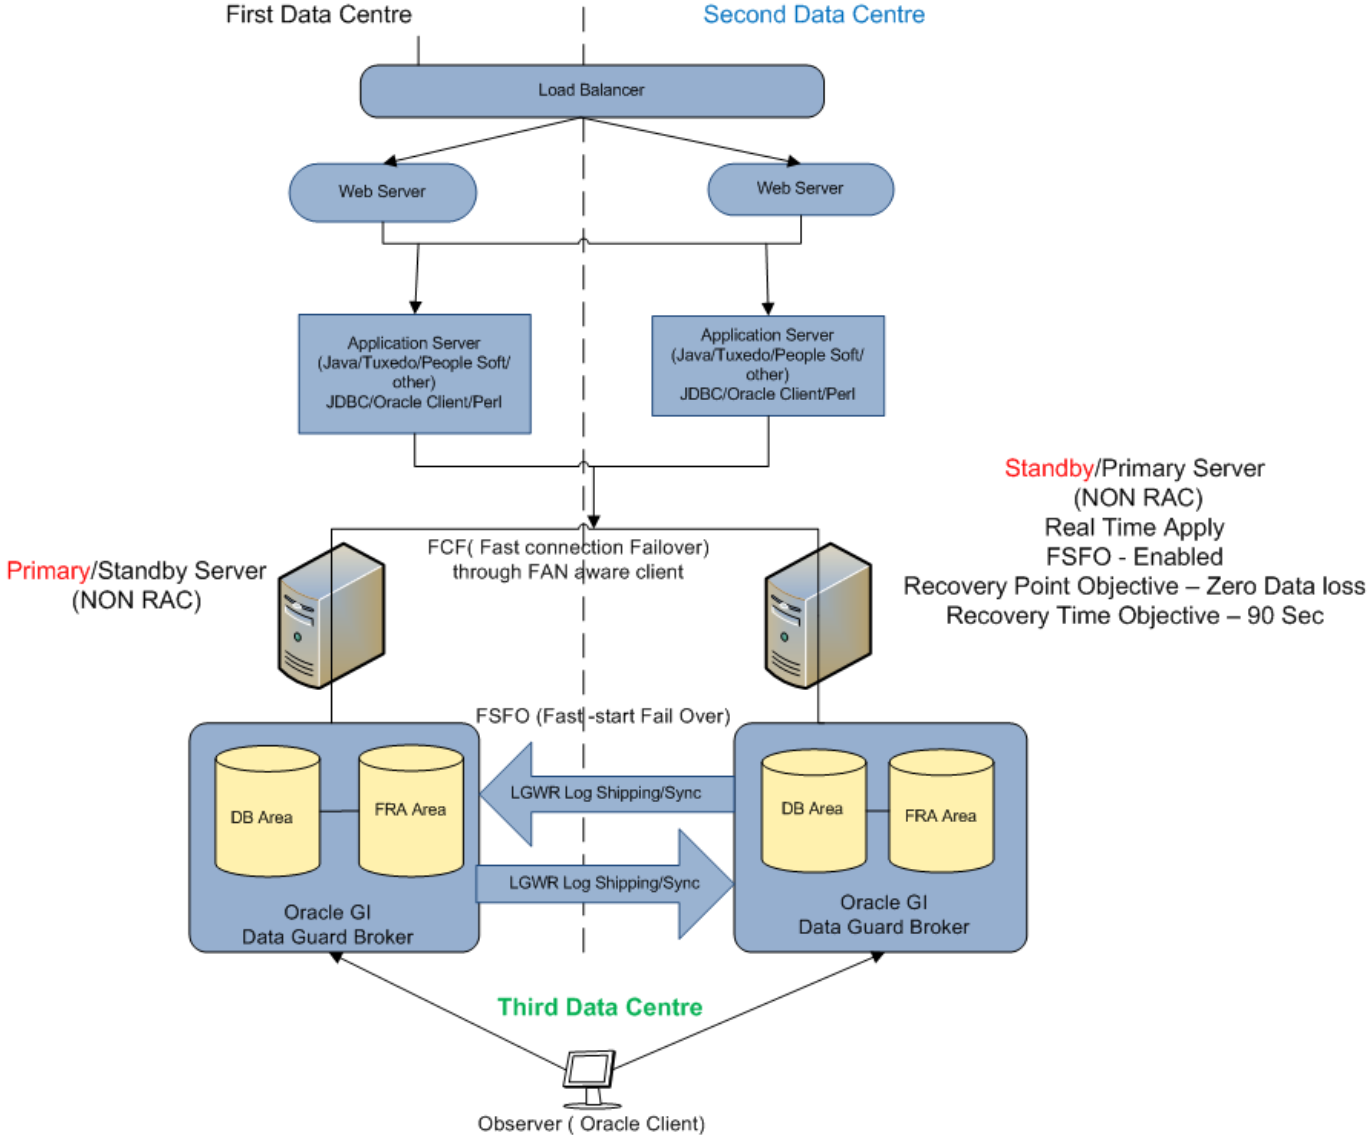 First Data Centre
Second Data Centre
Load Balancer
Web Server
Web Server
Application Server
(Java/Tuxedo/People Soft/
other)
JDBC/Oracle Client/Perl
Application Server
(Java/Tuxedo/People Soft/
other)
JDBC/Oracle Client/Perl
Standby/Primary Server
(NON RAC)
Real Time Apply
FSFO - Enabled
Recovery Point Objective – Zero Data loss
Recovery Time Objective – 90 Sec
FCF( Fast connection Failover)
through FAN aware client
Primary/Standby Server
(NON RAC)
FSFO (Fast -start Fail Over)
DB Area
FRA Area
Oracle GI
Data Guard Broker
LGWR Log Shipping/Sync
LGWR Log Shipping/Sync
DB Area
FRA Area
Oracle GI
Data Guard Broker
Third Data Centre
Observer ( Oracle Client)